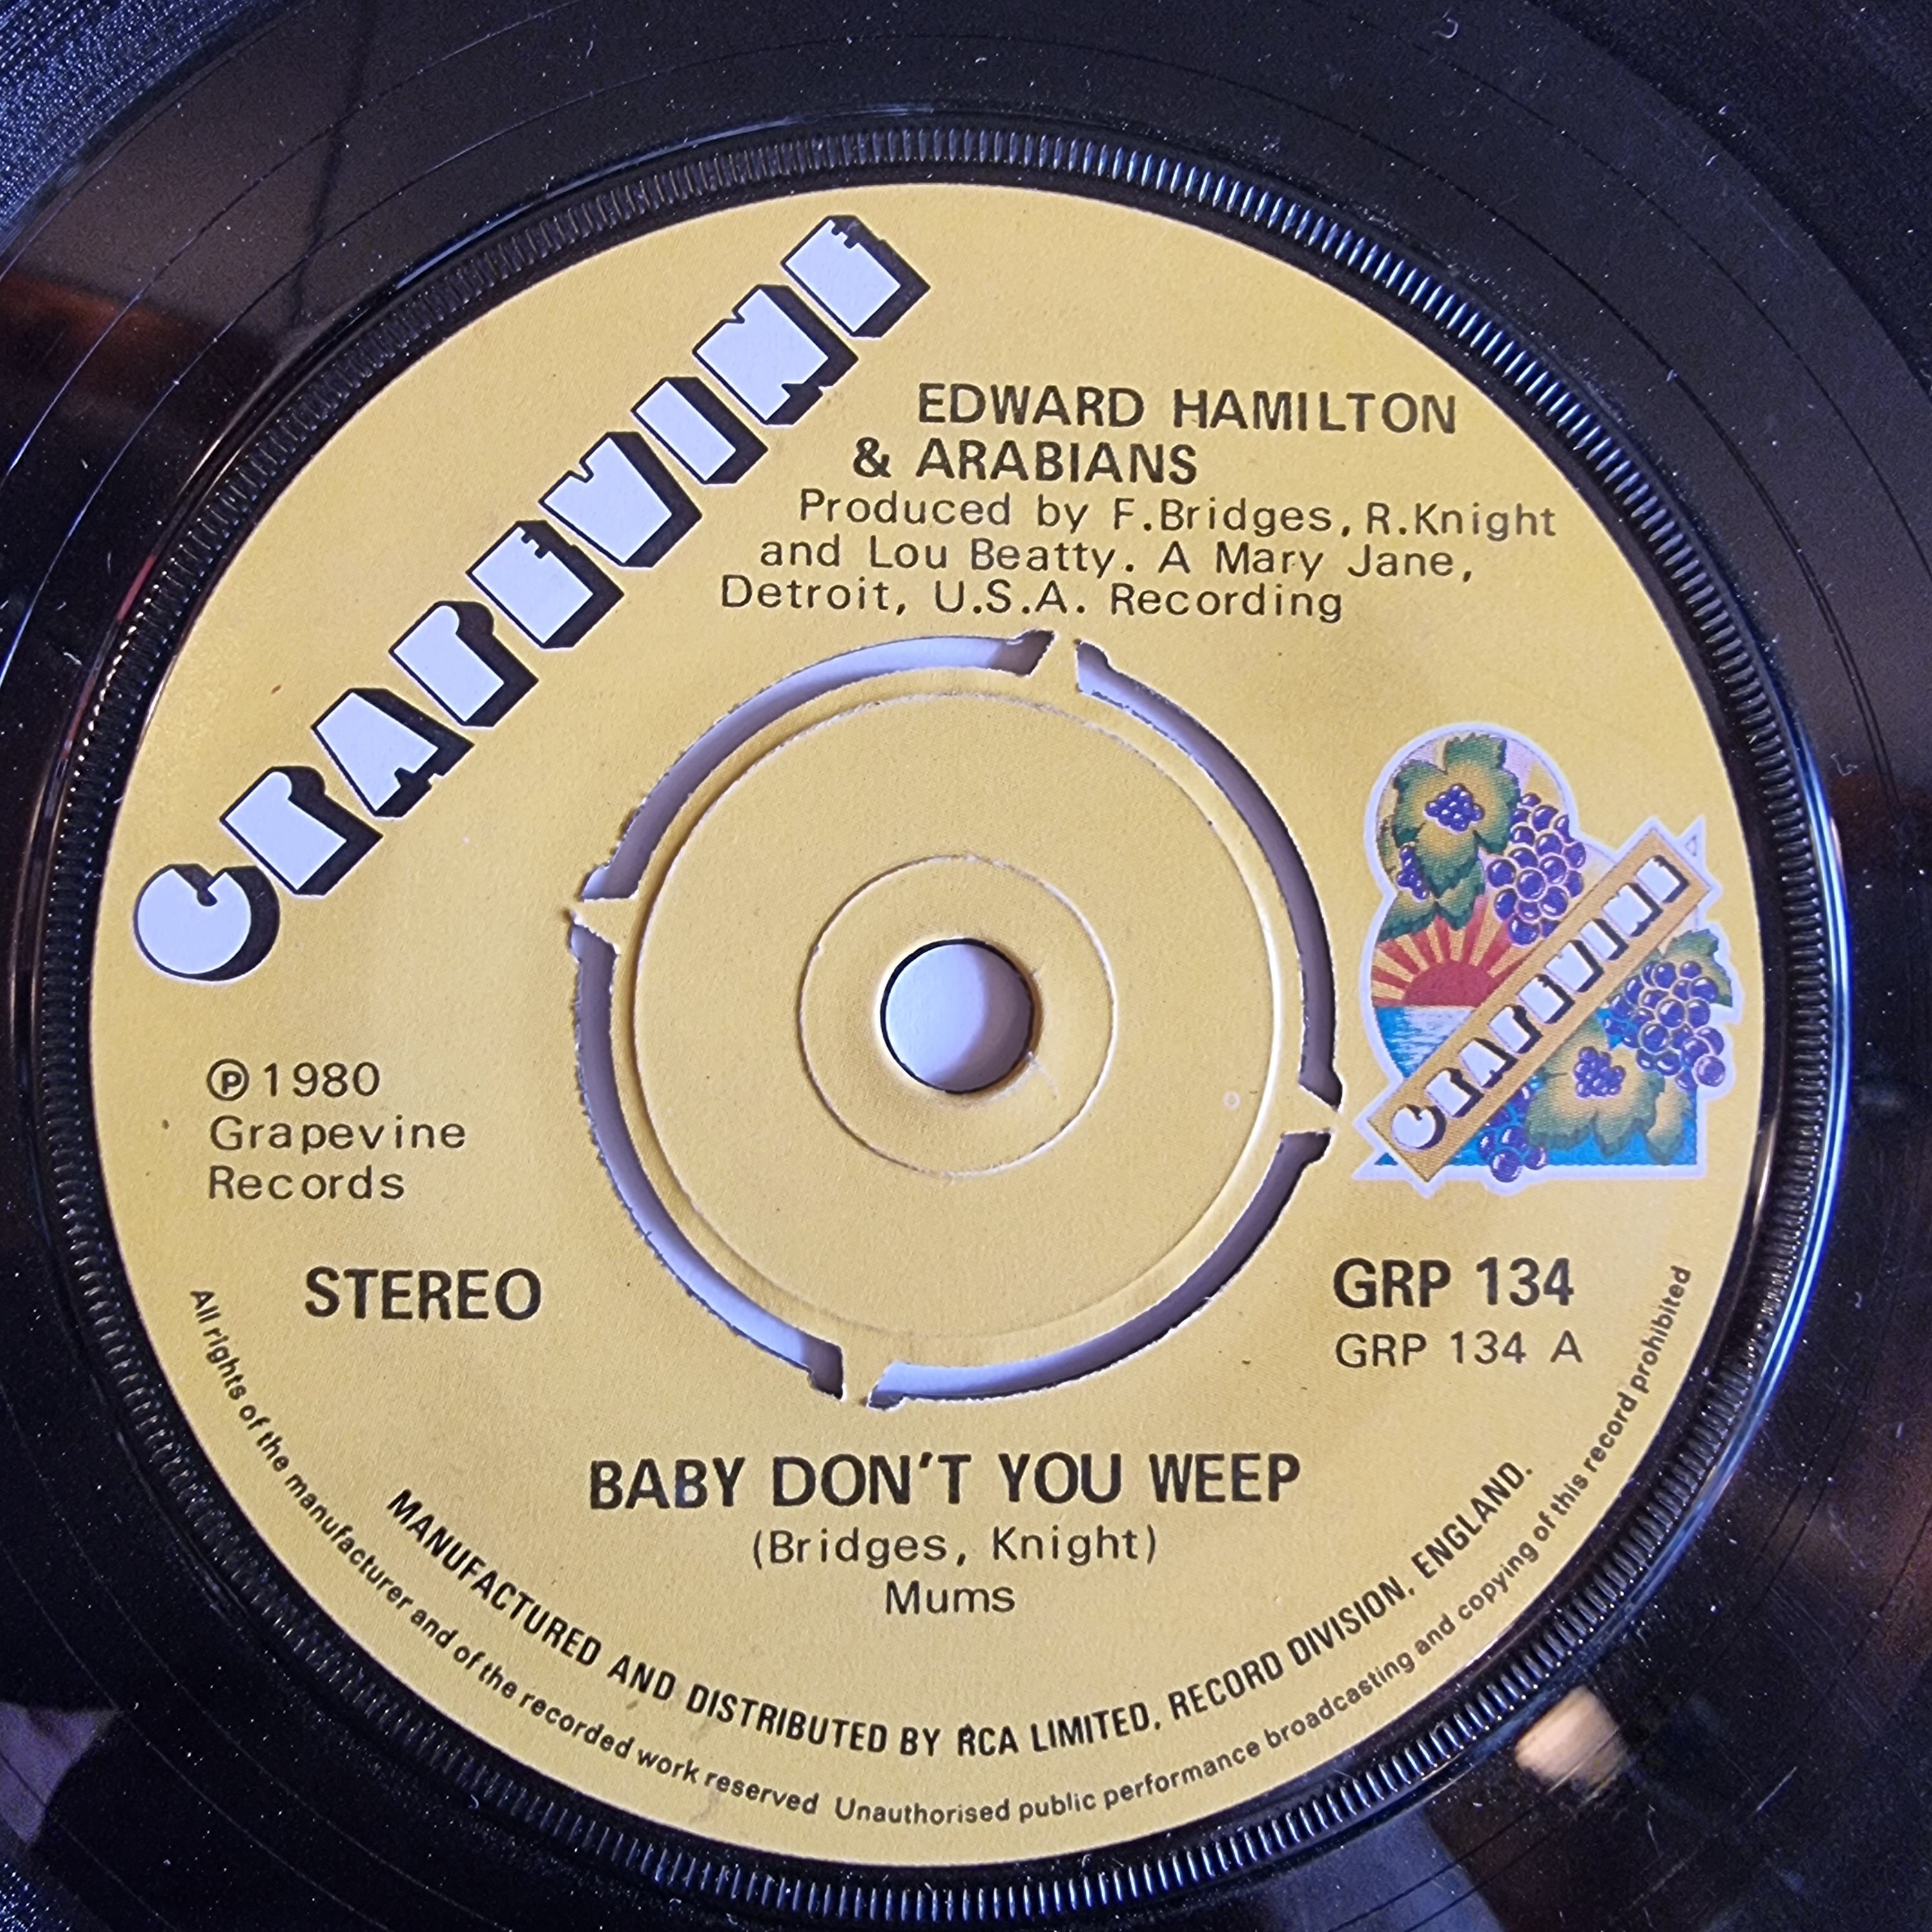 GRAPEVINE
EDWARD HAMILTON
& ARABIANS
Produced by F.Bridges, R.Knight
and Lou Beatty. A Mary Jane,
Detroit, U.S.A. Recording
GRAPEVINE
Ⓟ1980
Grapevine
Records
STEREO
GRP 134
GRP 134 A
BABY DON'T YOU WEEP
(Bridges, Knight)
Mums
MANUFACTURED AND DISTRIBUTED BY RCA LIMITED, RECORD DIVISION, ENGLAND.
All rights of the manufacturer and of the recorded work reserved Unauthorised public performance broadcasting and copying of this record prohibited